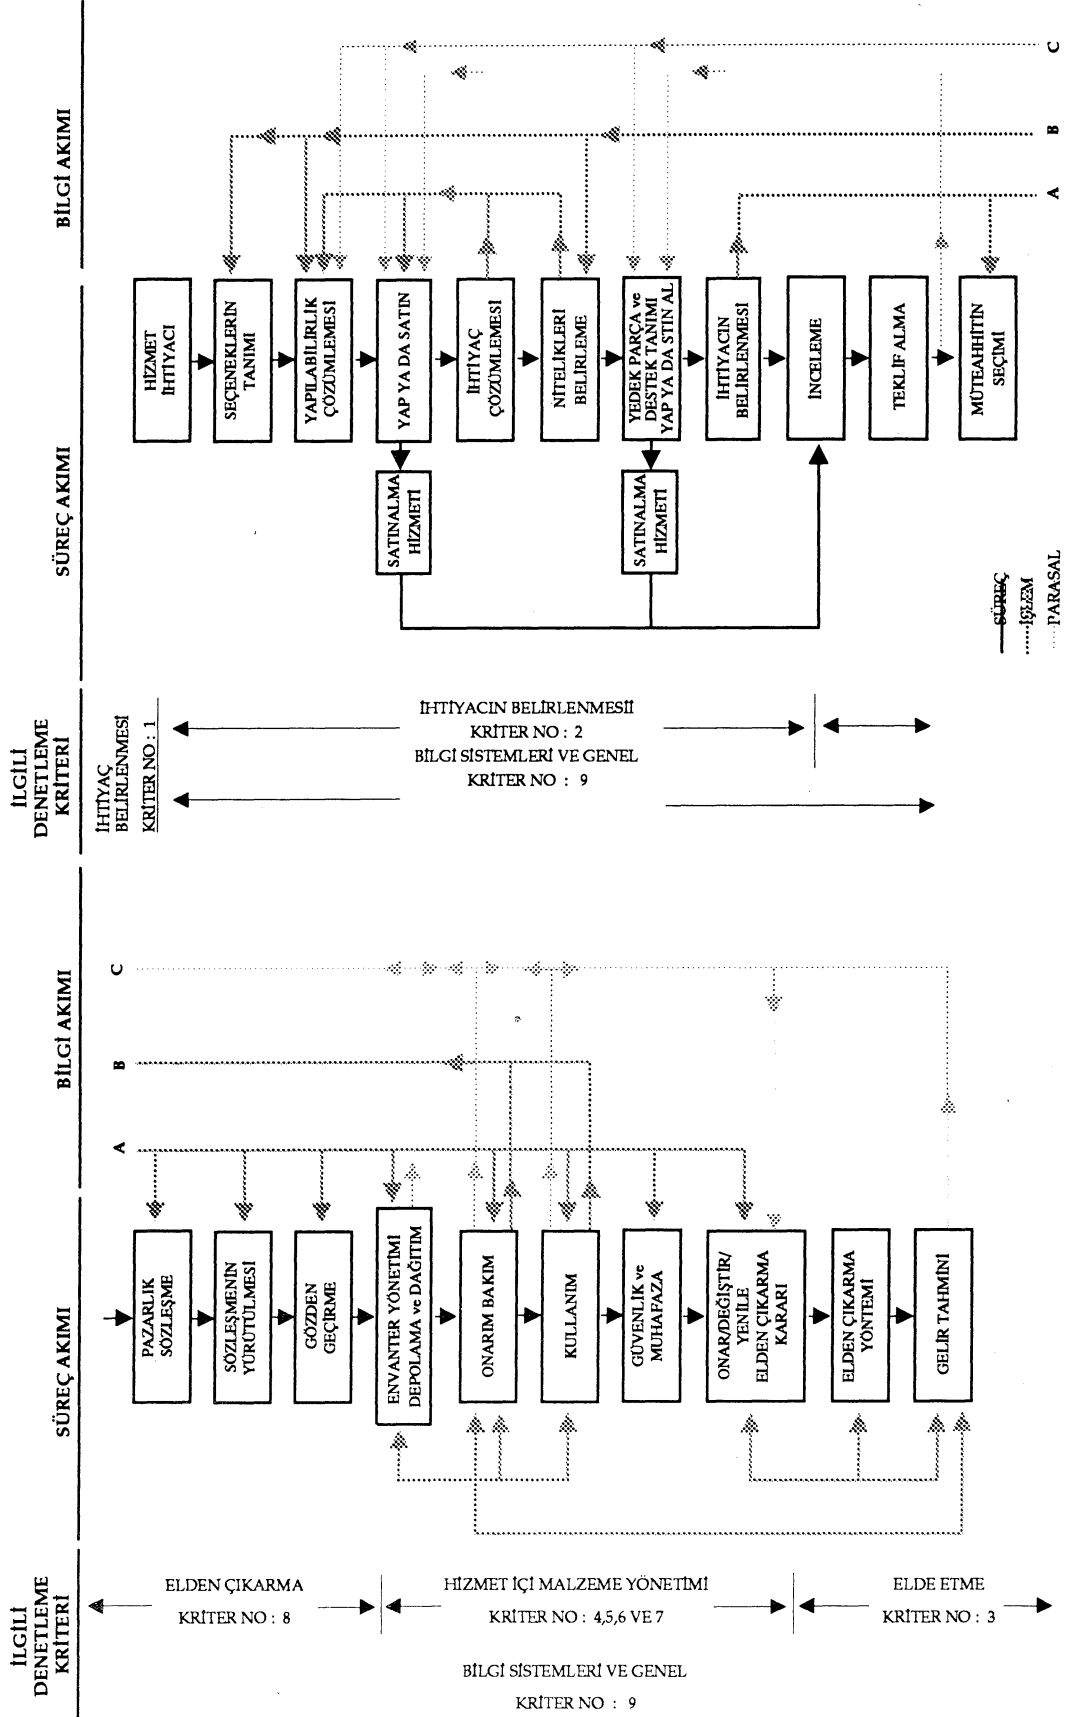 İLGİLİ
DENETLEME
KRİTERİ
SÜREÇ AKIMI
BİLGİ AKIMI
İHTİYAÇ
BELİRLENMESİ
KRİTER NO : 1
İHTİYACIN BELİRLENMESİİ
KRİTER NO : 2
BİLGİ SİSTEMLERİ VE GENEL
KRİTER NO : 9
HİZMET
İHTİYACI
SEÇENEKLERİN
TANIMI
YAPILABİLİRLİK
ÇÖZÜMLEMESİ
YAP YA DA SATIN
SATINALMA
HİZMETİ
İHTİYAÇ
ÇÖZÜMLEMESİ
NİTELİKLERİ
BELİRLEME
YEDEK PARÇA ve
DESTEK TANIMI
YAP YA DA STIN AL
SATINALMA
HİZMETİ
İHTİYACIN
BELİRLENMESİ
İNCELEME
TEKLİF ALMA
MÜTEAHHİTİN
SEÇİMİ
SÜREÇ
İŞLEM
PARASAL
A
B
C
İLGİLİ
DENETLEME
KRİTERİ
SÜREÇ AKIMI
BİLGİ AKIMI
A
B
C
ELDEN ÇIKARMA
KRİTER NO : 8
HİZMET İÇİ MALZEME YÖNETİMİ
KRİTER NO : 4,5,6 VE 7
ELDE ETME
KRİTER NO : 3
BİLGİ SİSTEMLERİ VE GENEL
KRİTER NO : 9
PAZARLIK
SÖZLEŞME
SÖZLEŞMENİN
YÜRÜTÜLMESİ
GÖZDEN
GEÇİRME
ENVANTER YÖNETİMİ
DEPOLAMA ve DAĞITIM
ONARIM BAKIM
KULLANIM
GÜVENLİK ve
MUHAFAZA
ONAR/DEĞİŞTİR/
YENİLE
ELDEN ÇIKARMA
KARARI
ELDEN ÇIKARMA
YÖNTEMİ
GELİR TAHMİNİ